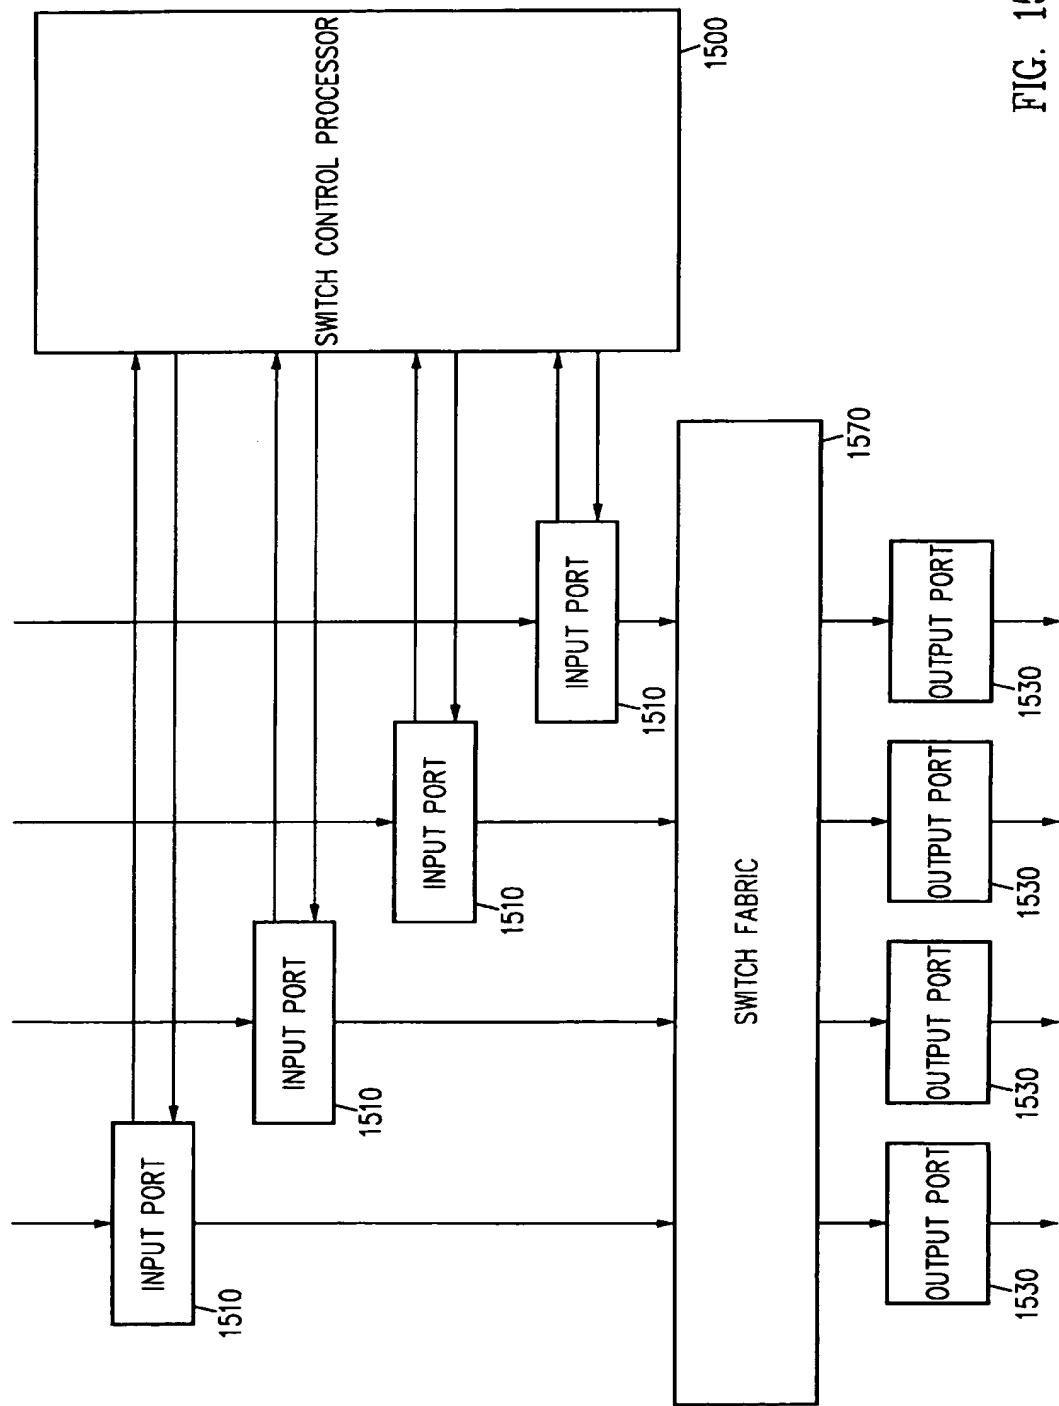 INPUT PORT
1510
INPUT PORT
SWITCH CONTROL PROCESSOR
1510
INPUT PORT
1510
INPUT PORT
1510
1500
SWITCH FABRIC
1570
OUTPUT PORT
OUTPUT PORT
OUTPUT PORT
OUTPUT PORT
1530
1530
1530
1530
FIG. 15